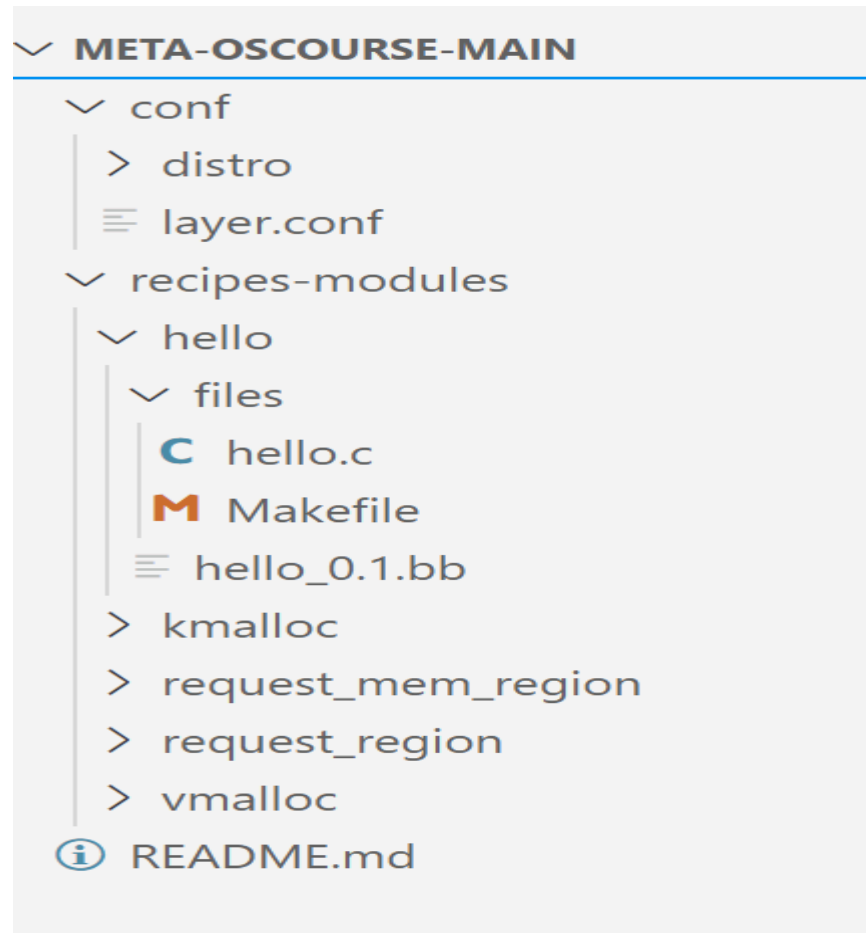 META-OSCOURSE-MAIN
conf
distro
layer.conf
recipes-modules
hello
files
C hello.c
M Makefile
hello_0.1.bb
kmalloc
request_mem_region
request_region
vmalloc
README.md